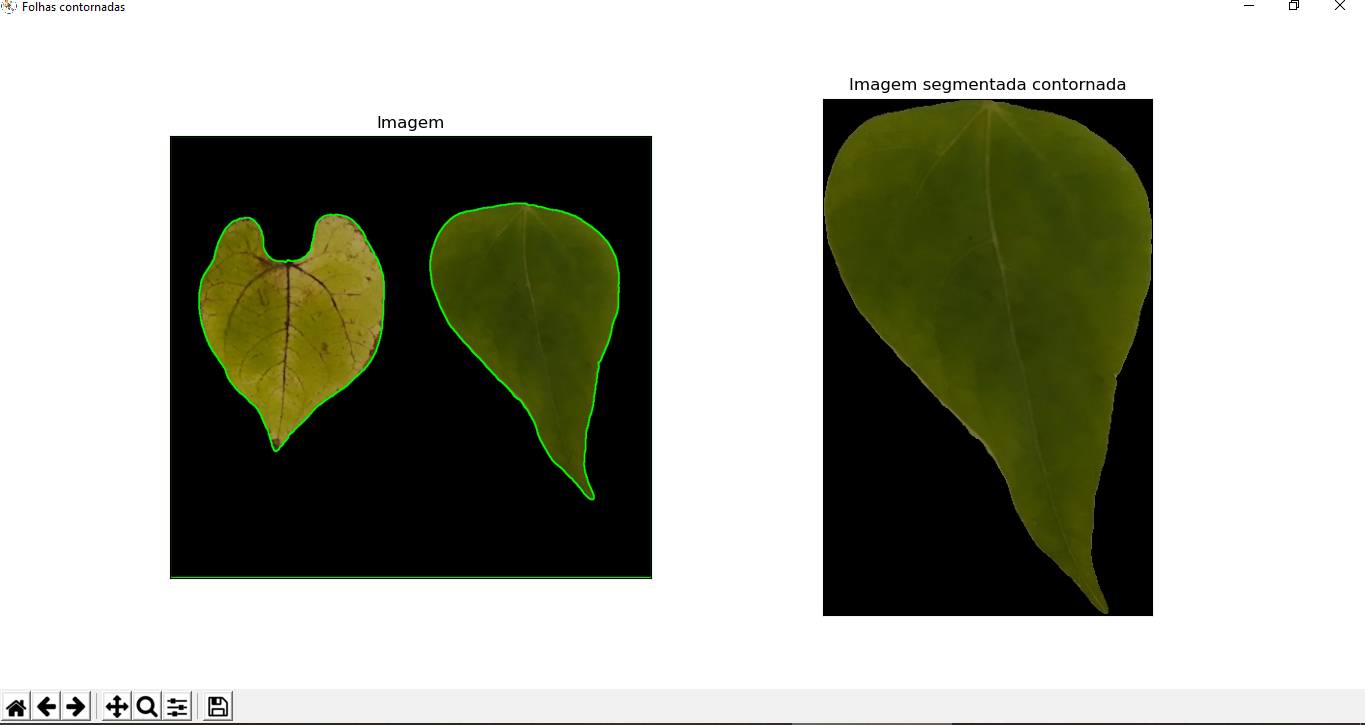 Folhas contornadas
Imagem
Imagem segmentada contornada